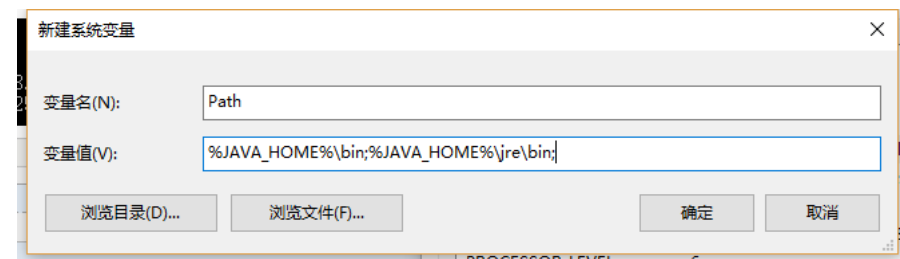 新建系统变量
变量名(N):
Path
变量值(V):
%JAVA_HOME%\bin;%JAVA_HOME%\jre\bin;
浏览目录(D)...
浏览文件(F)...
确定
取消